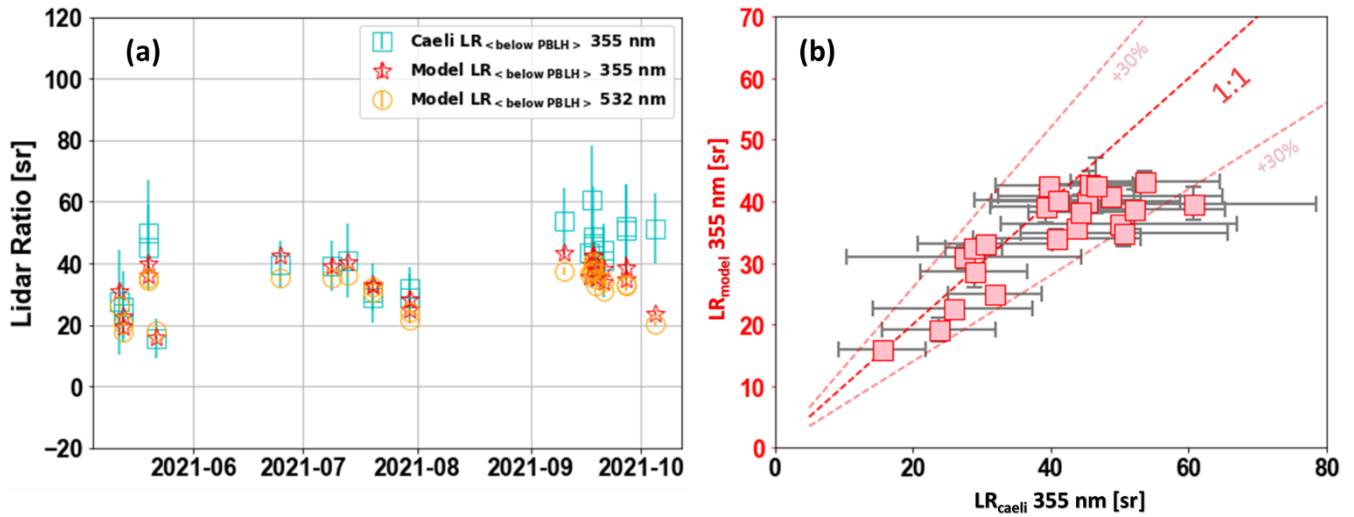 (a)
Caeli LR<below PBLH> 355 nm
Model LR<below PBLH> 355 nm
Model LR<below PBLH> 532 nm
Lidar Ratio [sr]
120
100
80
60
40
20
0
−20
2021-06 2021-07 2021-08 2021-09 2021-10
(b)
+30%
1:1
+30%
LRmodel 355 nm [sr]
70
60
50
40
30
20
10
0
0 20 40 60 80
LRcaeli 355 nm [sr]